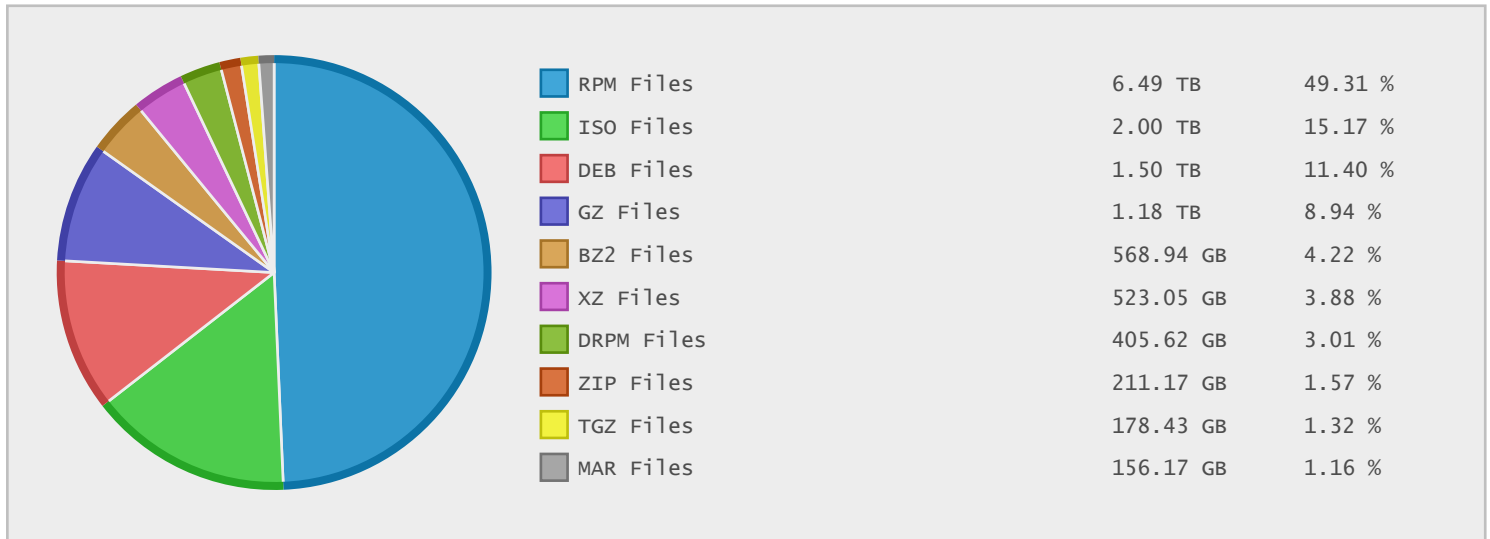 RPM Files 6.49 TB 49.31 %
ISO Files 2.00 TB 15.17 %
DEB Files 1.50 TB 11.40 %
GZ Files 1.18 TB 8.94 %
BZ2 Files 568.94 GB 4.22 %
XZ Files 523.05 GB 3.88 %
DRPM Files 405.62 GB 3.01 %
ZIP Files 211.17 GB 1.57 %
TGZ Files 178.43 GB 1.32 %
MAR Files 156.17 GB 1.16 %